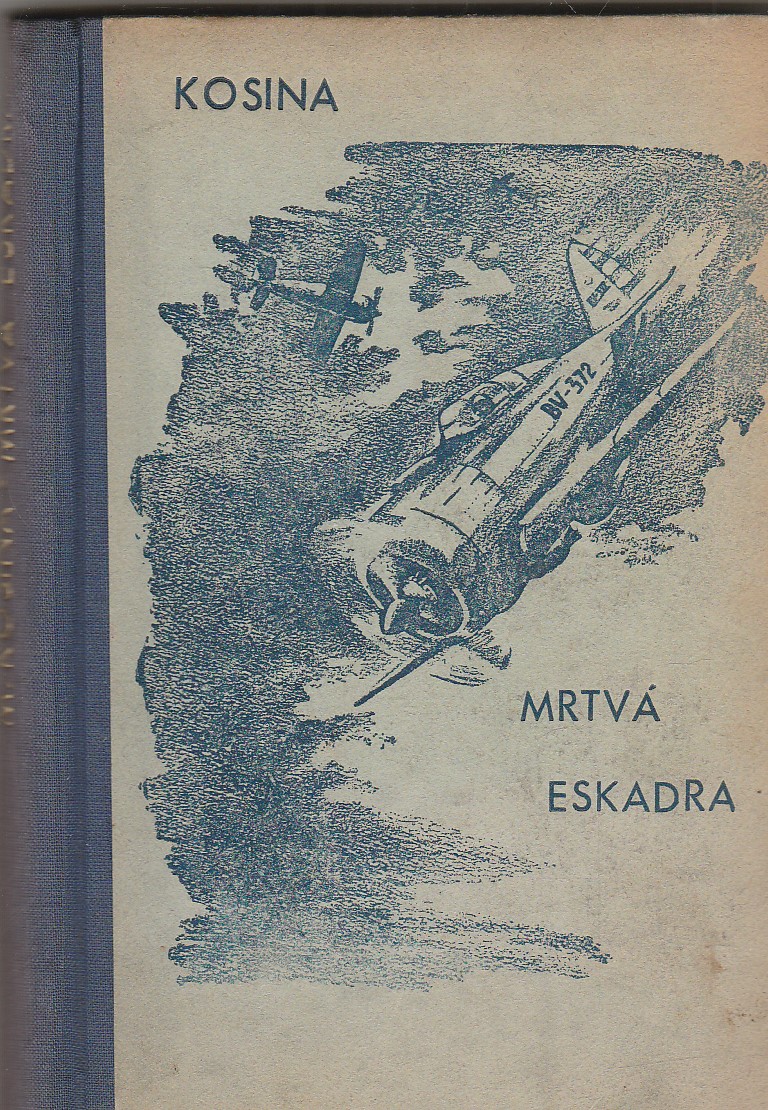 KOSINA
BV-372
MRTVÁ
ESKADRA